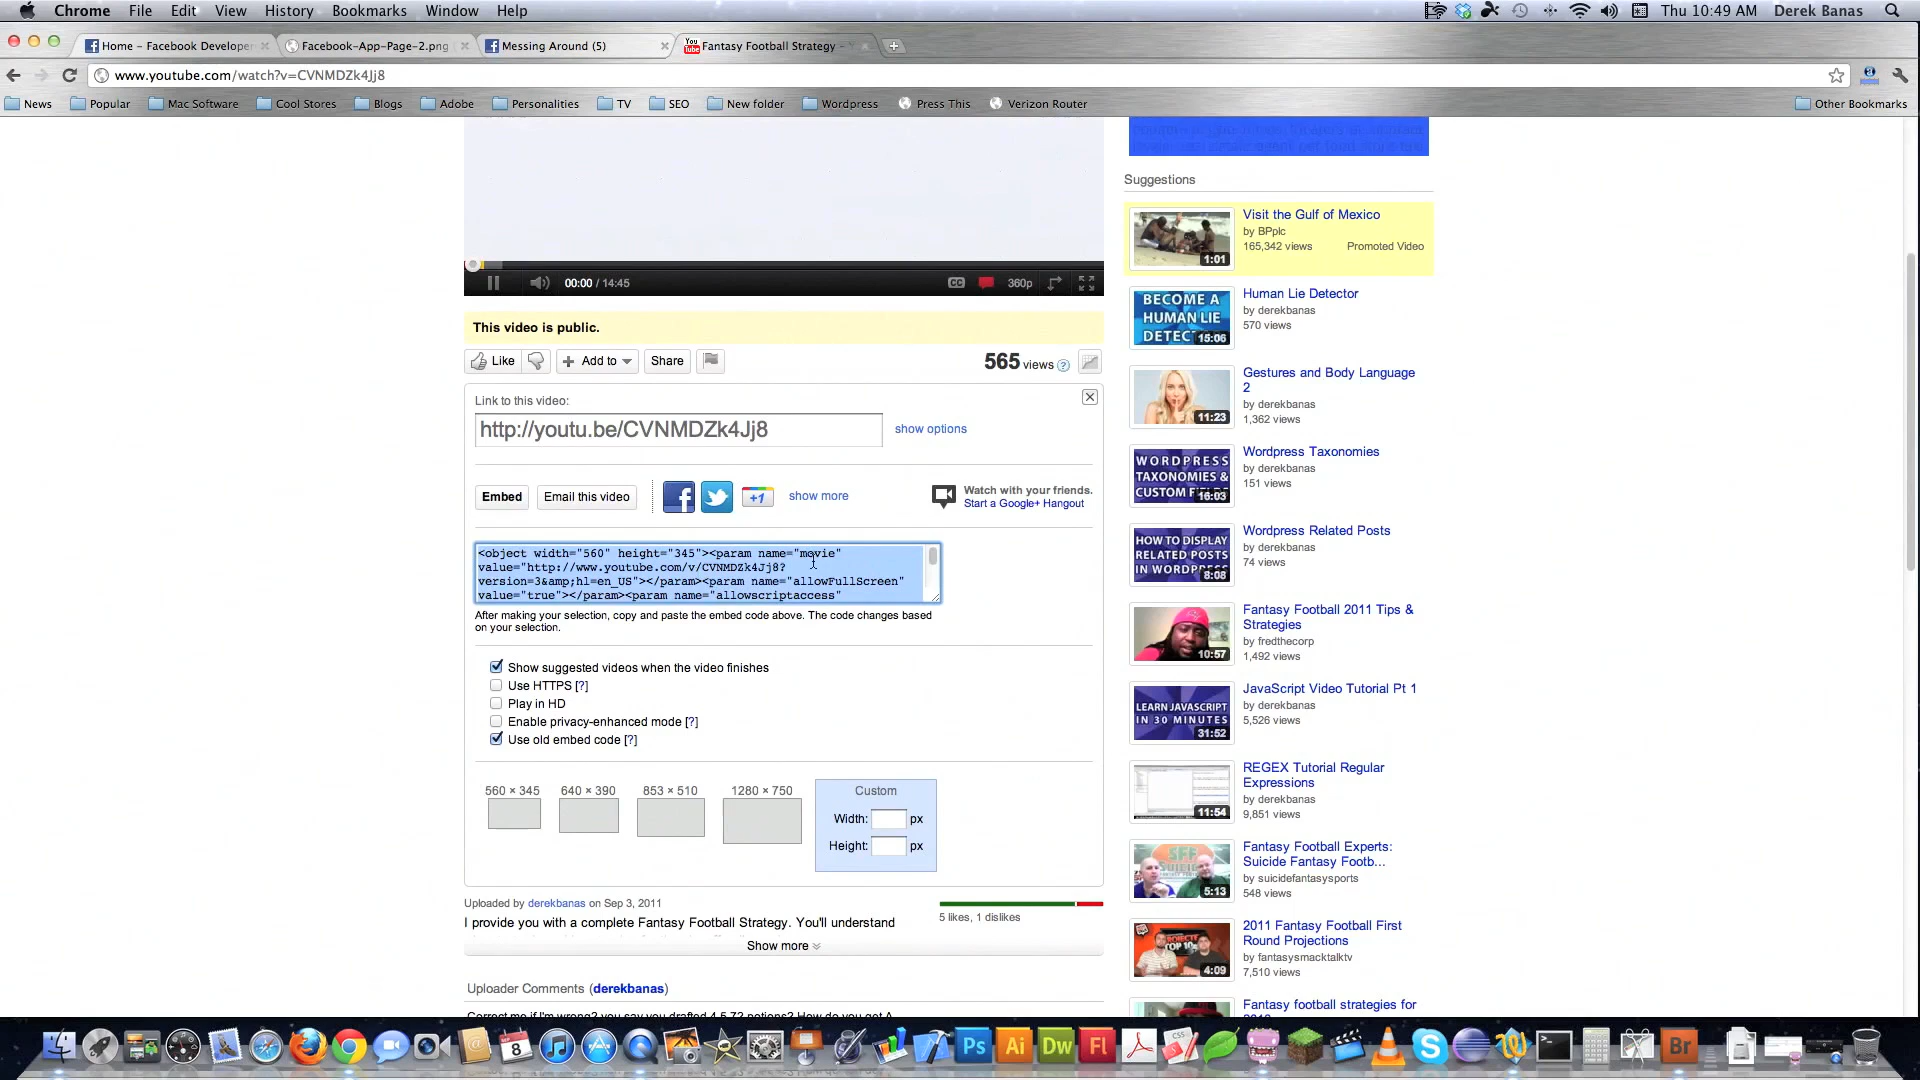 Chrome File Edit View History Bookmarks Window Help Thu 10:49 AM Derek Banas
Home - Facebook Developer Facebook-App-Page-2.png Messing Around (5) Fantasy Football Strategy -
www.youtube.com/watch?v=CVNMDZk4Jj8
News Popular Mac Software Cool Stores Blogs Adobe Personalities TV SEO New folder Wordpress Press This Verizon Router Other Bookmarks
00:00 / 14:45 CC 360p
This video is public.
Like Add to Share 565 views
Link to this video:
http://youtu.be/CVNMDZk4Jj8 show options
Embed Email this video +1 show more
Watch with your friends.
Start a Google+ Hangout
<object width="560" height="345"><param name="movie"
value="http://www.youtube.com/v/CVNMDZk4Jj8?
version=3&amp;hl=en_US"></param><param name="allowFullScreen"
value="true"></param><param name="allowscriptaccess"
After making your selection, copy and paste the embed code above. The code changes based
on your selection.
Show suggested videos when the video finishes
Use HTTPS [?]
Play in HD
Enable privacy-enhanced mode [?]
Use old embed code [?]
560 × 345 640 × 390 853 × 510 1280 × 750 Custom
Width: px
Height: px
Uploaded by derekbanas on Sep 3, 2011
I provide you with a complete Fantasy Football Strategy. You'll understand
5 likes, 1 dislikes
Show more
Uploader Comments (derekbanas)
Suggestions
Visit the Gulf of Mexico
by BPplc
165,342 views Promoted Video
1:01
Human Lie Detector
by derekbanas
570 views
BECOME A
HUMAN LIE
DETEC
15:06
Gestures and Body Language
2
by derekbanas
1,362 views
11:23
Wordpress Taxonomies
by derekbanas
151 views
WORDPRESS
TAXONOMIES &
CUSTOM
16:03
Wordpress Related Posts
by derekbanas
74 views
HOW TO DISPLAY
RELATED POSTS
IN WORDPRESS
8:08
Fantasy Football 2011 Tips &
Strategies
by fredthecorp
1,492 views
10:57
JavaScript Video Tutorial Pt 1
by derekbanas
5,526 views
LEARN JAVASCRIPT
IN 30 MINUTES
31:52
REGEX Tutorial Regular
Expressions
by derekbanas
9,851 views
11:54
Fantasy Football Experts:
Suicide Fantasy Footb...
by suicidefantasysports
548 views
SFF
5:13
2011 Fantasy Football First
Round Projections
by fantasysmacktalktv
7,510 views
4:09
Fantasy football strategies for
8 Ps Ai Dw Fl CSS Br